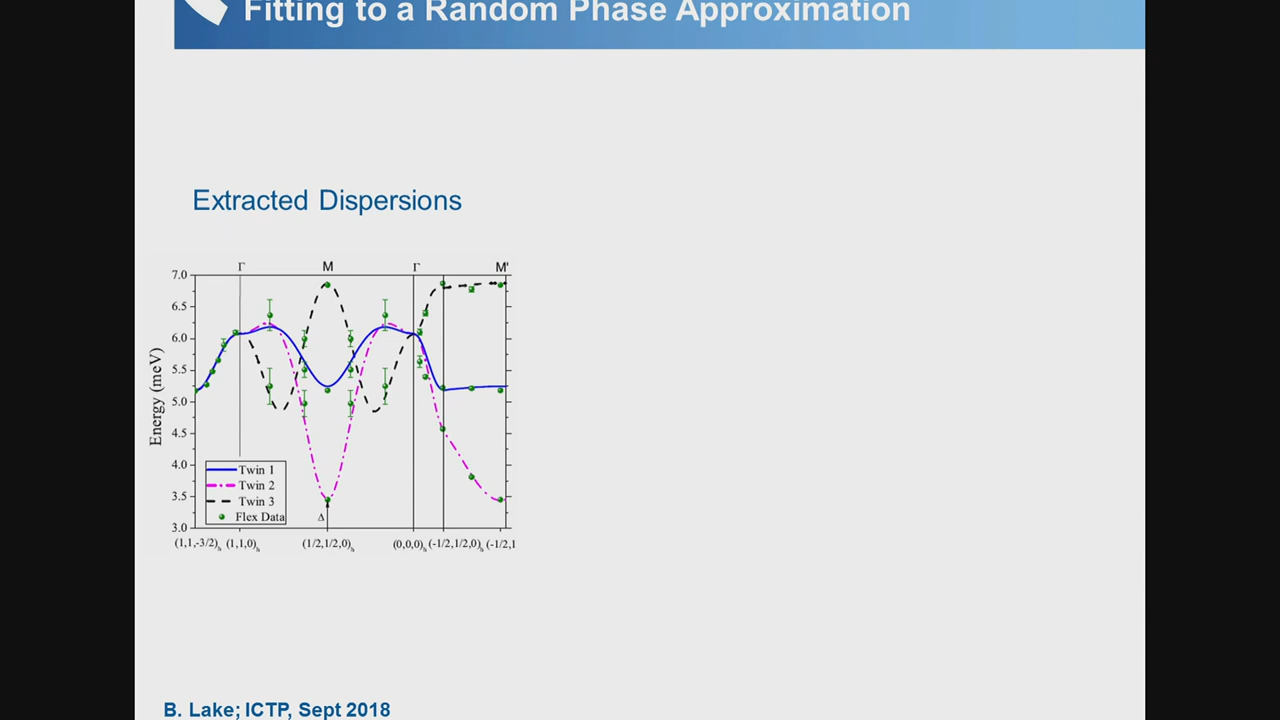 Fitting to a Random Phase Approximation
Extracted Dispersions
Γ M Γ M'
7.0
6.5
6.0
5.5
5.0
4.5
4.0
3.5
3.0
Energy (meV)
Twin 1
Twin 2
Twin 3
Flex Data
Δ
(1,1,-3/2)h (1,1,0)h (1/2,1/2,0)h (0,0,0)h (-1/2,1/2,0)h (-1/2,1
B. Lake; ICTP, Sept 2018